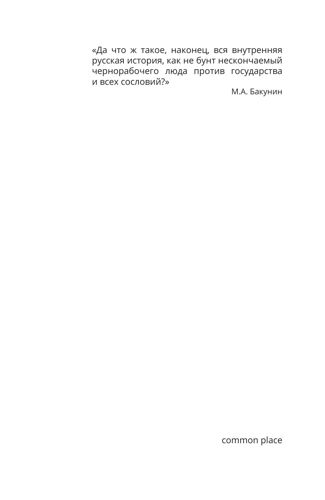 «Да что ж такое, наконец, вся внутренняя
русская история, как не бунт нескончаемый
чернорабочего люда против государства
и всех сословий?»
М.А. Бакунин
common place